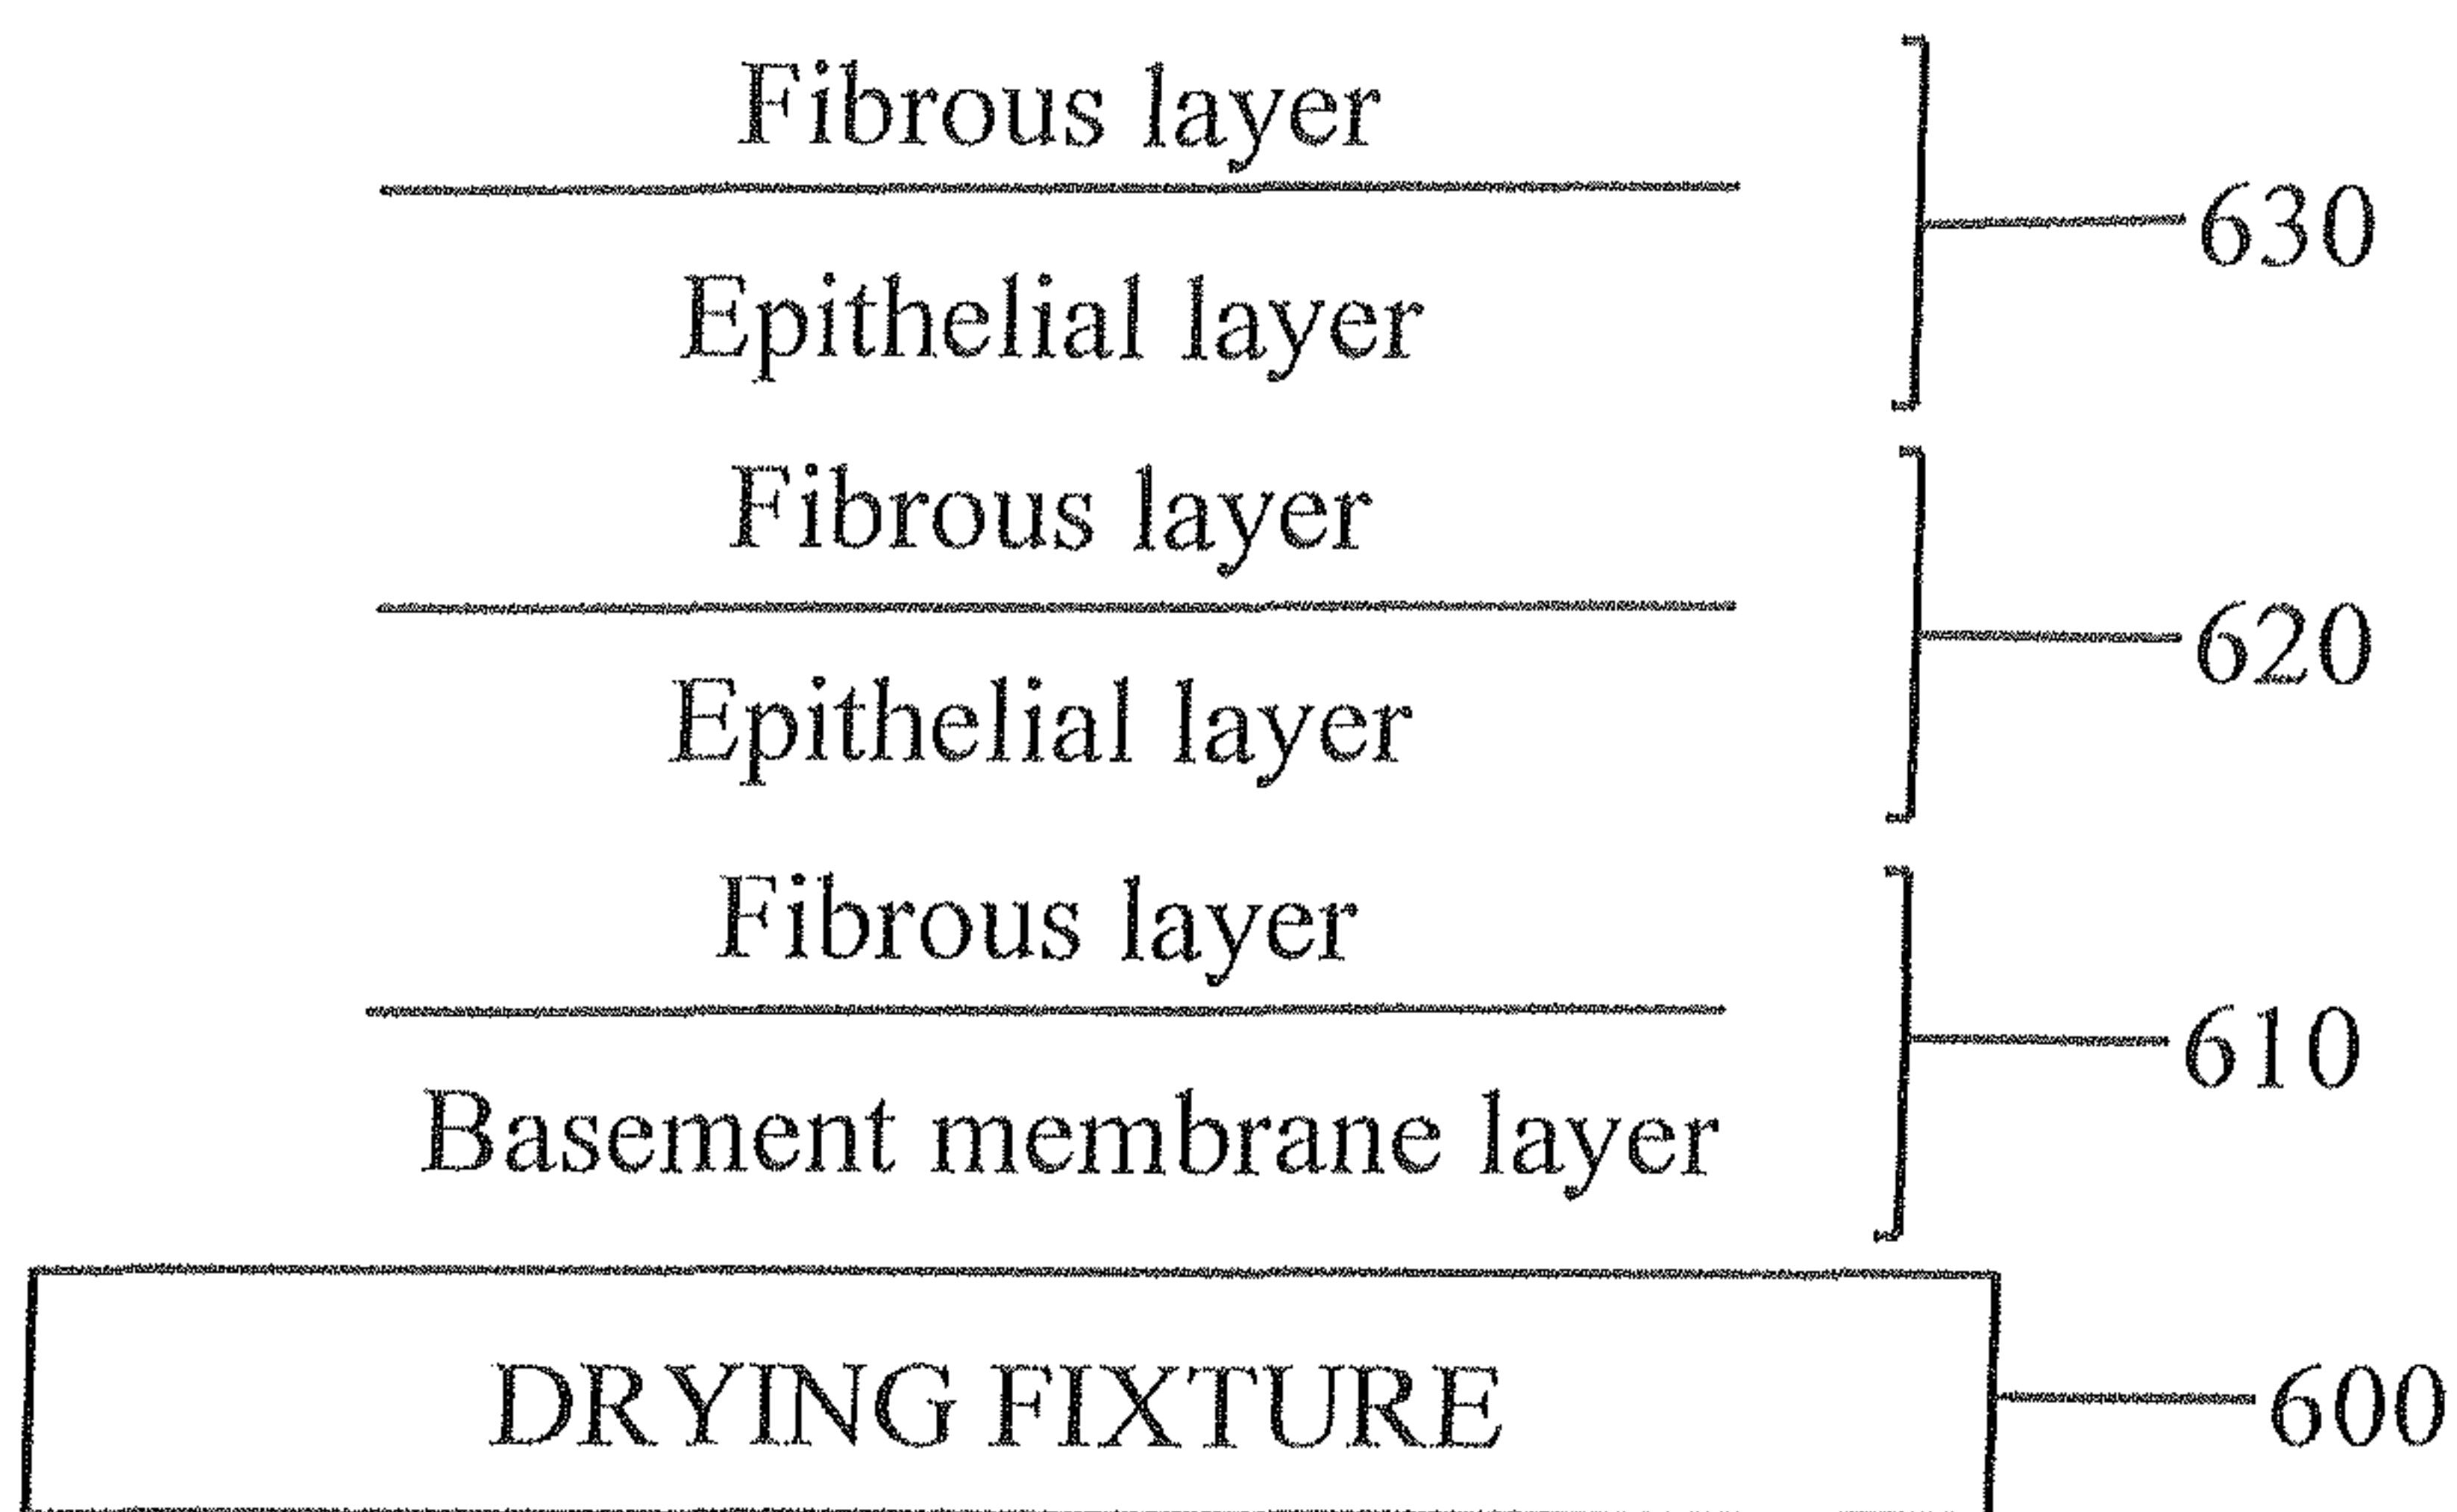 Fibrous layer
630
Epithelial layer
Fibrous layer
620
Epithelial layer
Fibrous layer
610
Basement membrane layer
DRYING FIXTURE
600